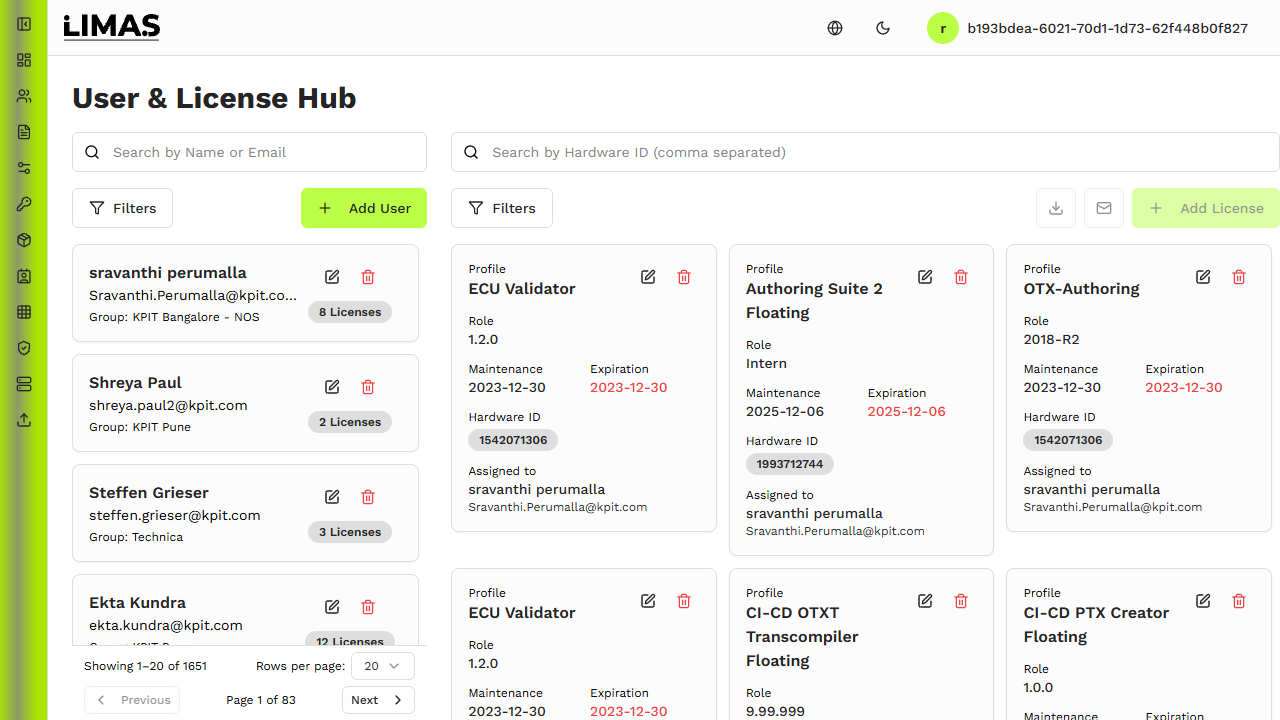 LIMAS
r
b193bdea-6021-70d1-1d73-62f448b0f827
User & License Hub
Search by Name or Email
Search by Hardware ID (comma separated)
Filters
Add User
Filters
Add License
sravanthi perumalla
Sravanthi.Perumalla@kpit.co...
Group: KPIT Bangalore - NOS
8 Licenses
Shreya Paul
shreya.paul2@kpit.com
Group: KPIT Pune
2 Licenses
Steffen Grieser
steffen.grieser@kpit.com
Group: Technica
3 Licenses
Ekta Kundra
ekta.kundra@kpit.com
12 Licenses
Showing 1–20 of 1651
Rows per page:
20
Previous
Page 1 of 83
Next
Profile
ECU Validator
Role
1.2.0
Maintenance
Expiration
2023-12-30
2023-12-30
Hardware ID
1542071306
Assigned to
sravanthi perumalla
Sravanthi.Perumalla@kpit.com
Profile
Authoring Suite 2
Floating
Role
Intern
Maintenance
Expiration
2025-12-06
2025-12-06
Hardware ID
1993712744
Assigned to
sravanthi perumalla
Sravanthi.Perumalla@kpit.com
Profile
OTX-Authoring
Role
2018-R2
Maintenance
Expiration
2023-12-30
2023-12-30
Hardware ID
1542071306
Assigned to
sravanthi perumalla
Sravanthi.Perumalla@kpit.com
Profile
ECU Validator
Role
1.2.0
Maintenance
Expiration
2023-12-30
2023-12-30
Profile
CI-CD OTXT
Transcompiler
Floating
Role
9.99.999
Profile
CI-CD PTX Creator
Floating
Role
1.0.0
Maintenance
Expiration